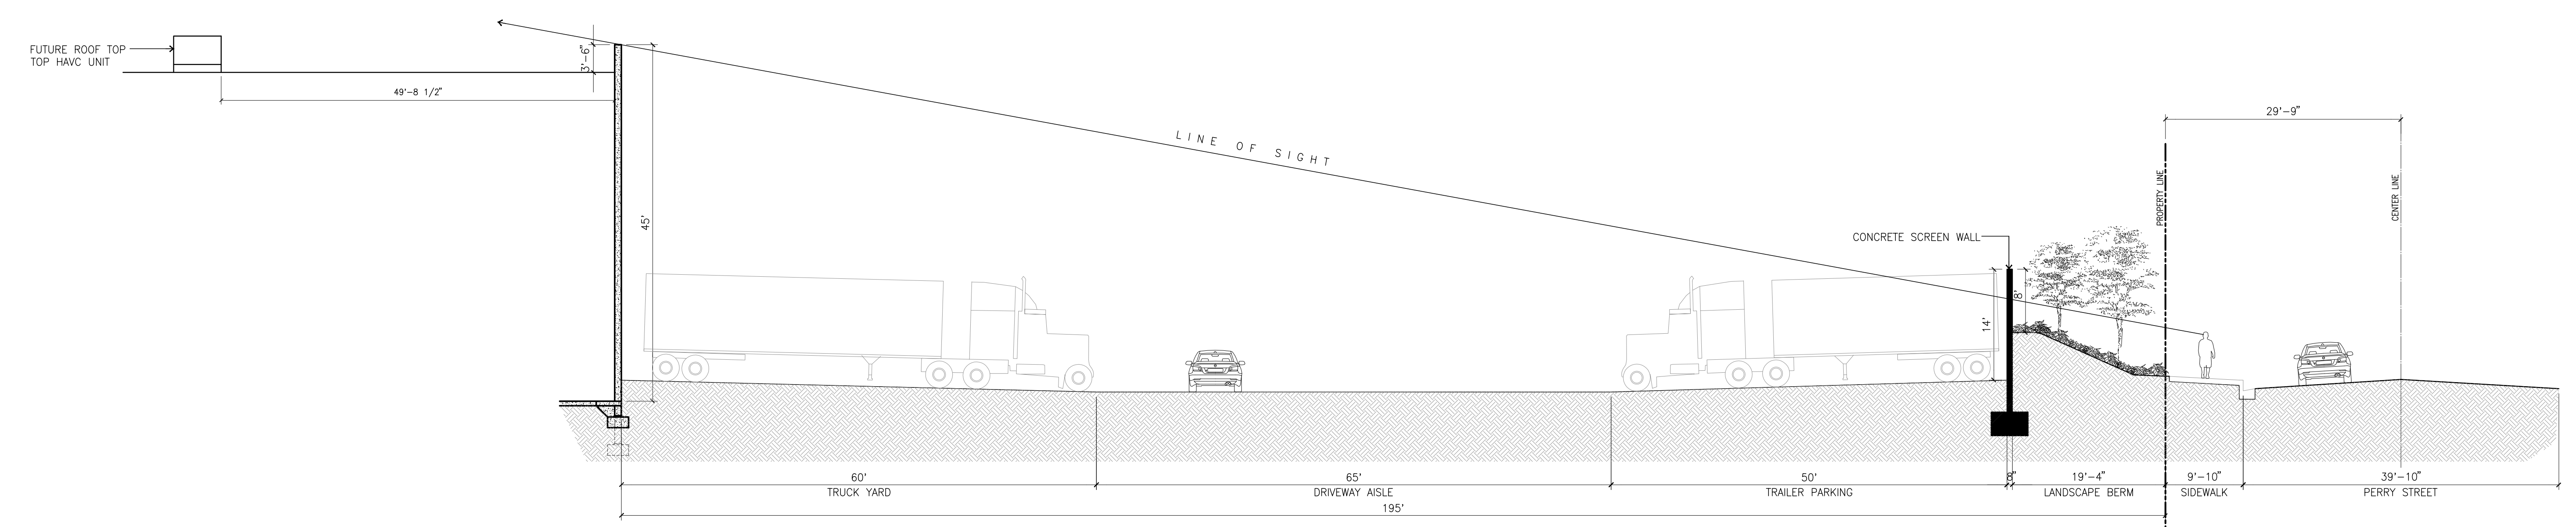 FUTURE ROOF TOP
TOP HAVC UNIT
3'-6"
49'-8 1/2"
45'
LINE OF SIGHT
29'-9"
PROPERTY LINE
CENTER LINE
CONCRETE SCREEN WALL
8'
14'
60'
TRUCK YARD
65'
DRIVEWAY AISLE
50'
TRAILER PARKING
8"
19'-4"
LANDSCAPE BERM
9'-10"
SIDEWALK
39'-10"
PERRY STREET
195'